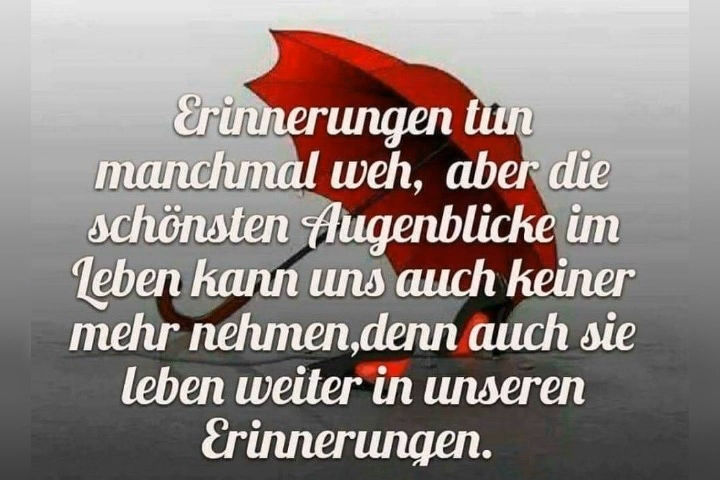 Erinnerungen tun
manchmal weh, aber die
schönsten Augenblicke im
Leben kann uns auch keiner
mehr nehmen,denn auch sie
leben weiter in unseren
Erinnerungen.